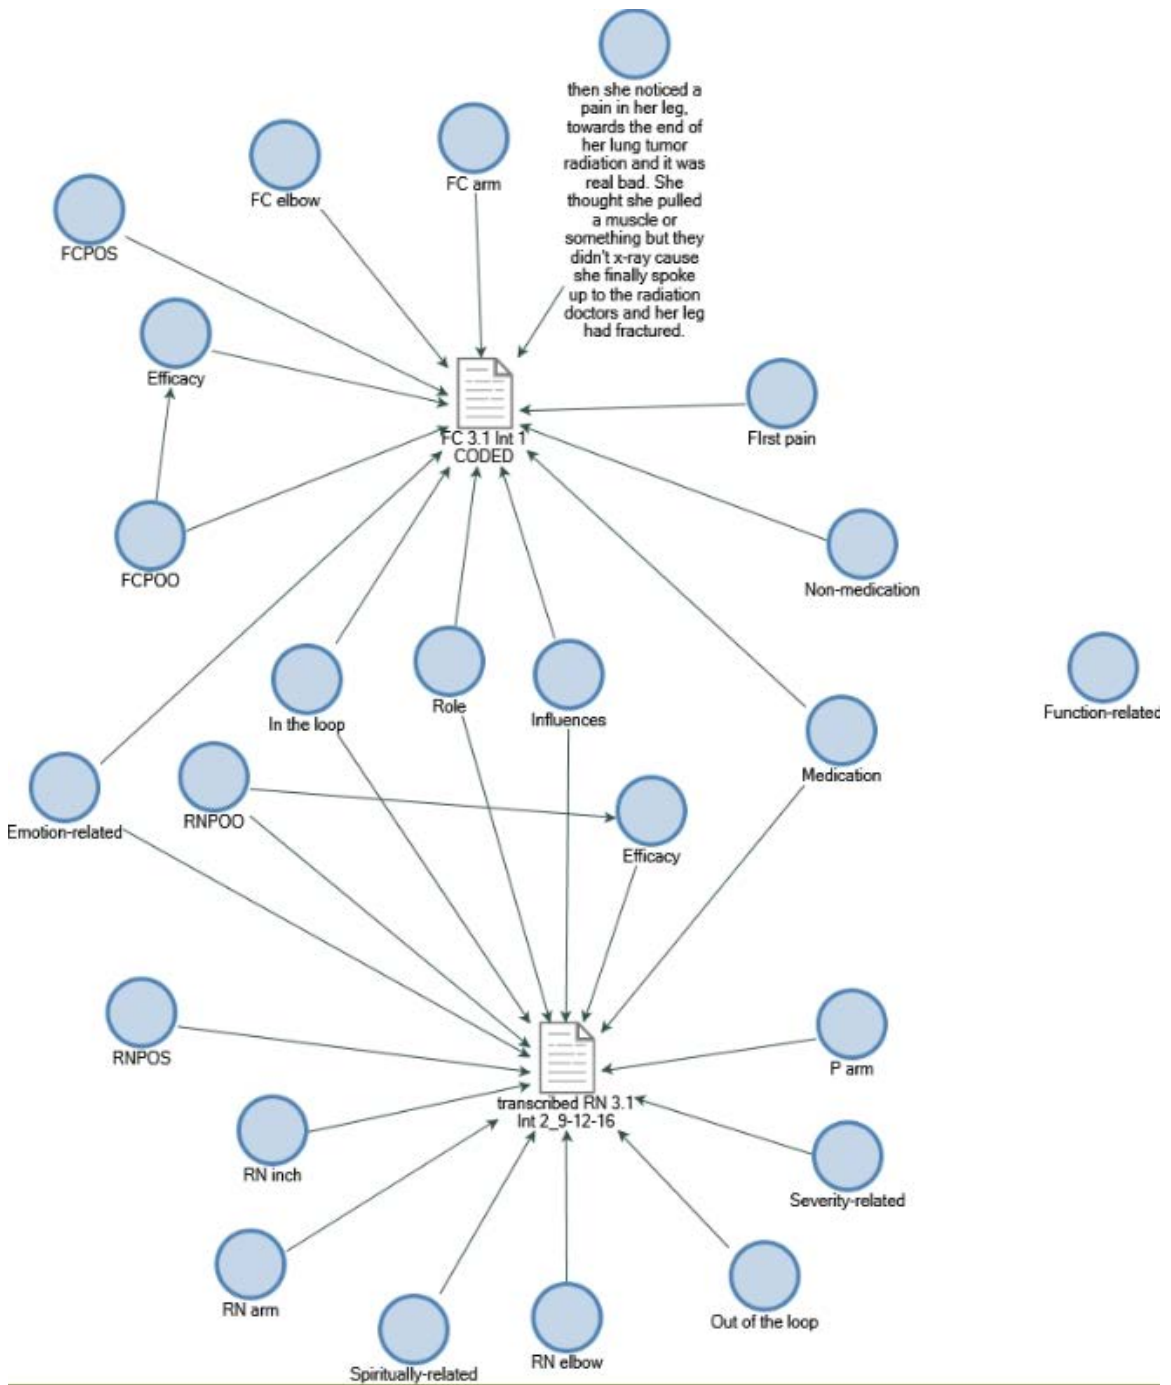 then she noticed a
pain in her leg,
towards the end of
her lung tumor
radiation and it was
real bad. She
thought she pulled
a muscle or
something but they
didn't x-ray cause
she finally spoke
up to the radiation
doctors and her leg
had fractured.
FC arm
FC elbow
FCPOS
Efficacy
FC 3.1 Int 1
CODED
FIrst pain
FCPOO
Non-medication
In the loop
Role
Influences
Function-related
Medication
Emotion-related
RNPOO
Efficacy
RNPOS
P arm
transcribed RN 3.1
Int 2_9-12-16
RN inch
Severity-related
RN arm
Out of the loop
Spiritually-related
RN elbow